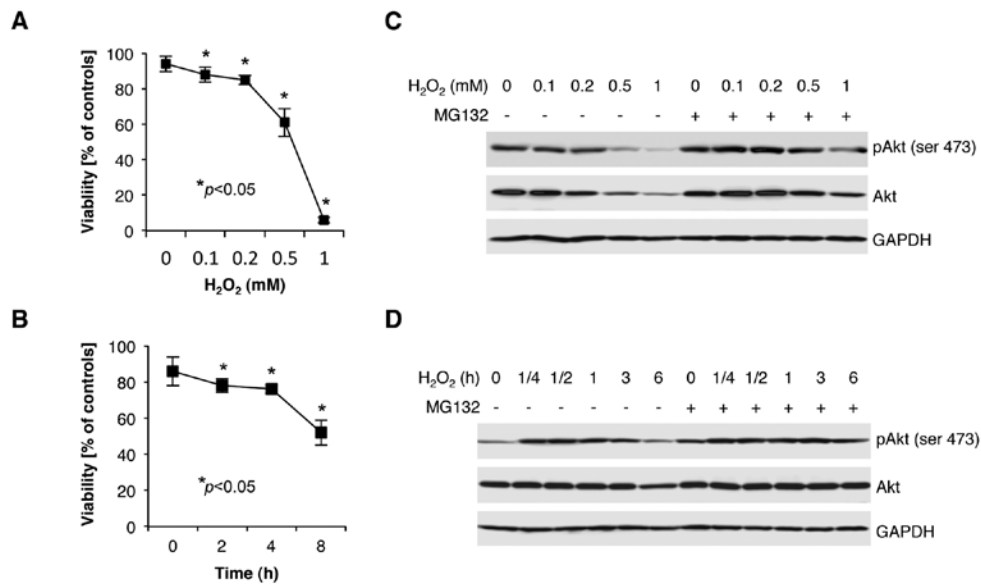 A
Viability [% of controls]
100
80
60
40
20
0
* * * * *
*p<0.05
0 0.1 0.2 0.5 1
H2O2 (mM)
B
Viability [% of controls]
100
80
60
80
20
0
* * *
*p<0.05
0 2 4 8
Time (h)
C
H2O2 (mM) 0 0.1 0.2 0.5 1 0 0.1 0.2 0.5 1
MG132 - - - - - + + + + +
pAkt (ser 473)
Akt
GAPDH
D
H2O2 (h) 0 1/4 1/2 1 3 6 0 1/4 1/2 1 3 6
MG132 - - - - - - + + + + + +
pAkt (ser 473)
Akt
GAPDH